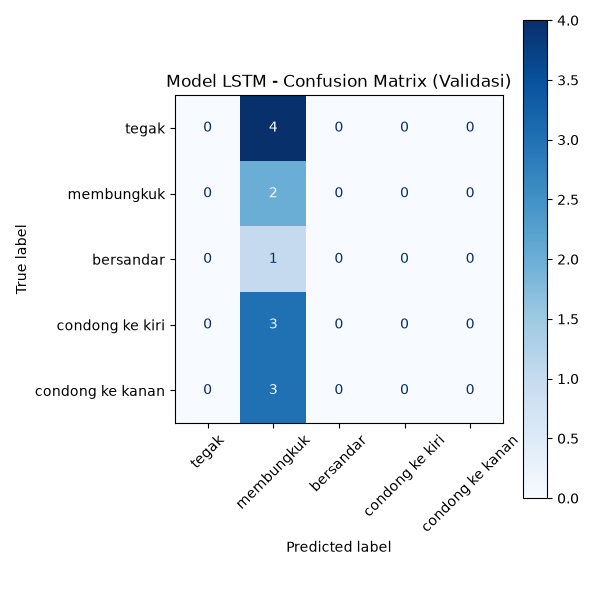 Model LSTM - Confusion Matrix (Validasi)
True label
tegak 0 4 0 0 0
membungkuk 0 2 0 0 0
bersandar 0 1 0 0 0
condong ke kiri 0 3 0 0 0
condong ke kanan 0 3 0 0 0
tegak
membungkuk
bersandar
condong ke kiri
condong ke kanan
Predicted label
4.0
3.5
3.0
2.5
2.0
1.5
1.0
0.5
0.0